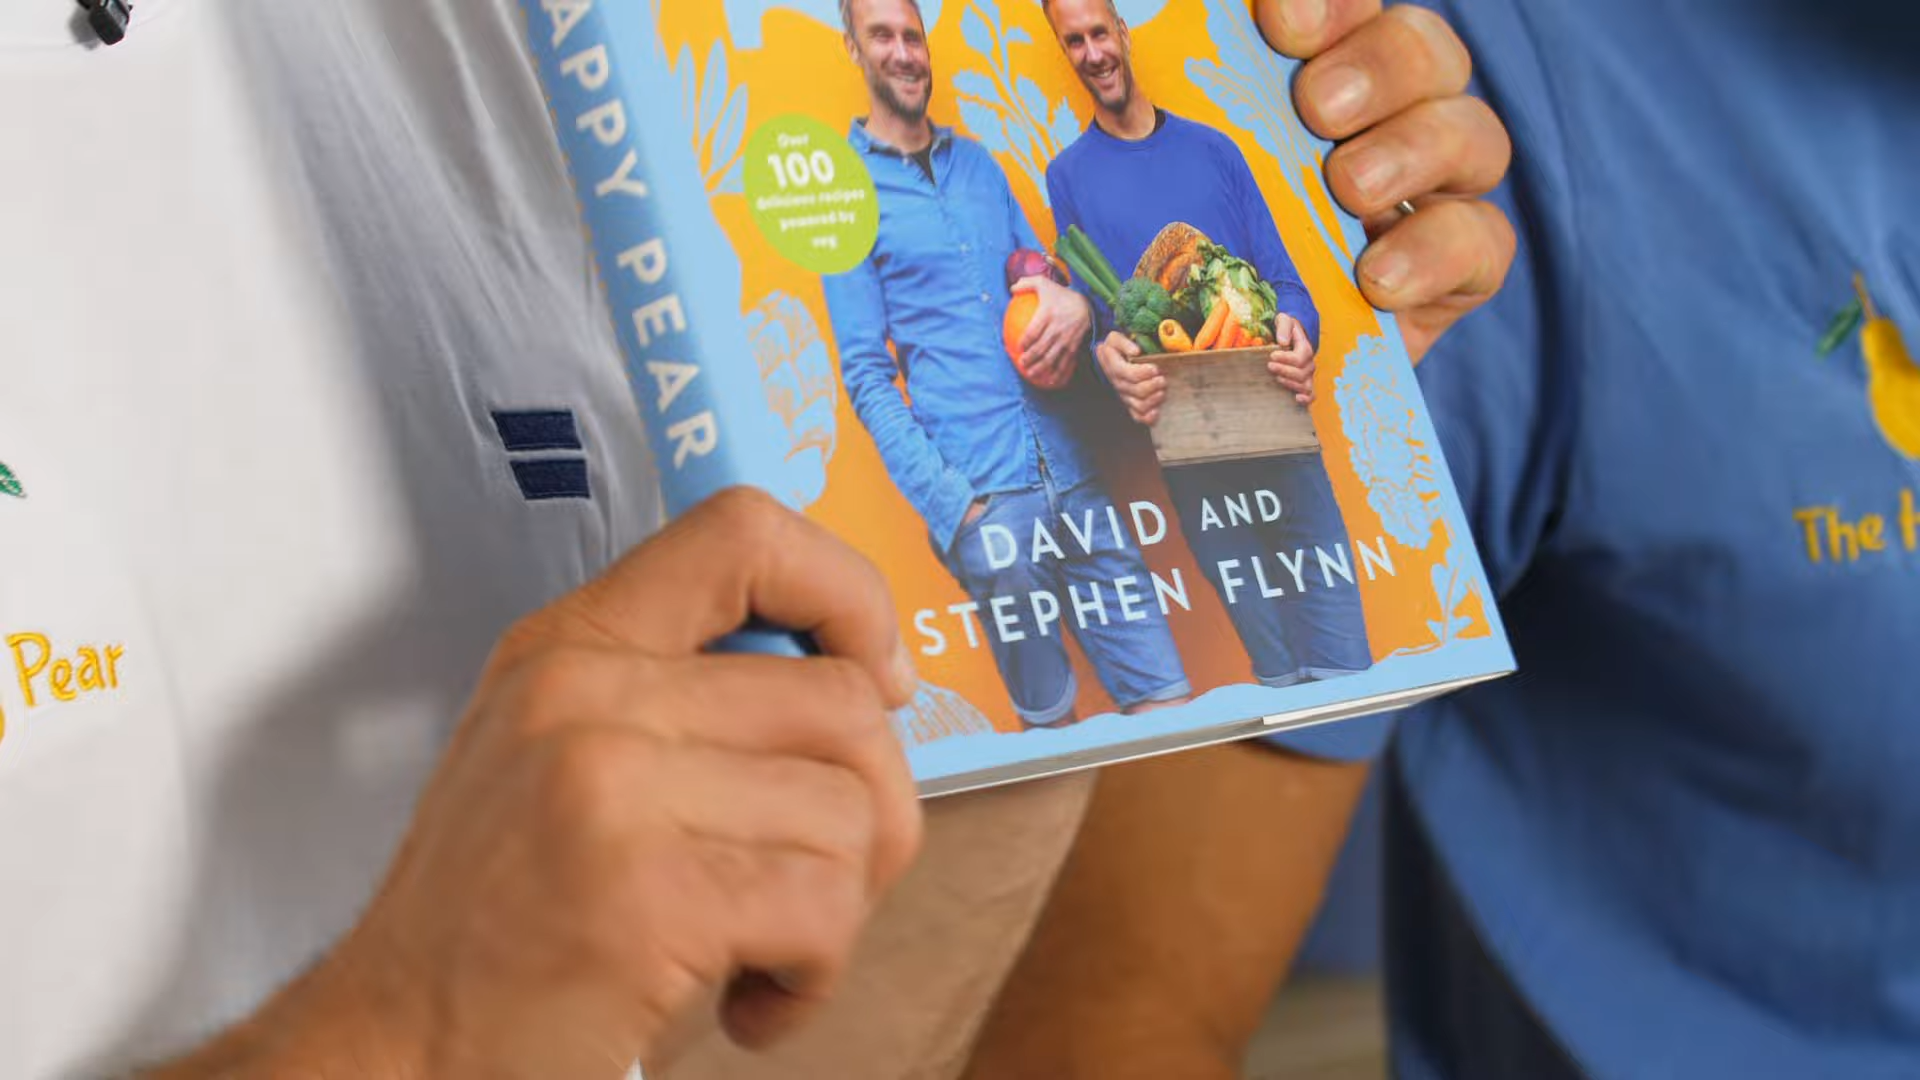 APPY PEAR
Over
100
delicious recipes
powered by
veg
DAVID AND
STEPHEN FLYNN
Pear
The H